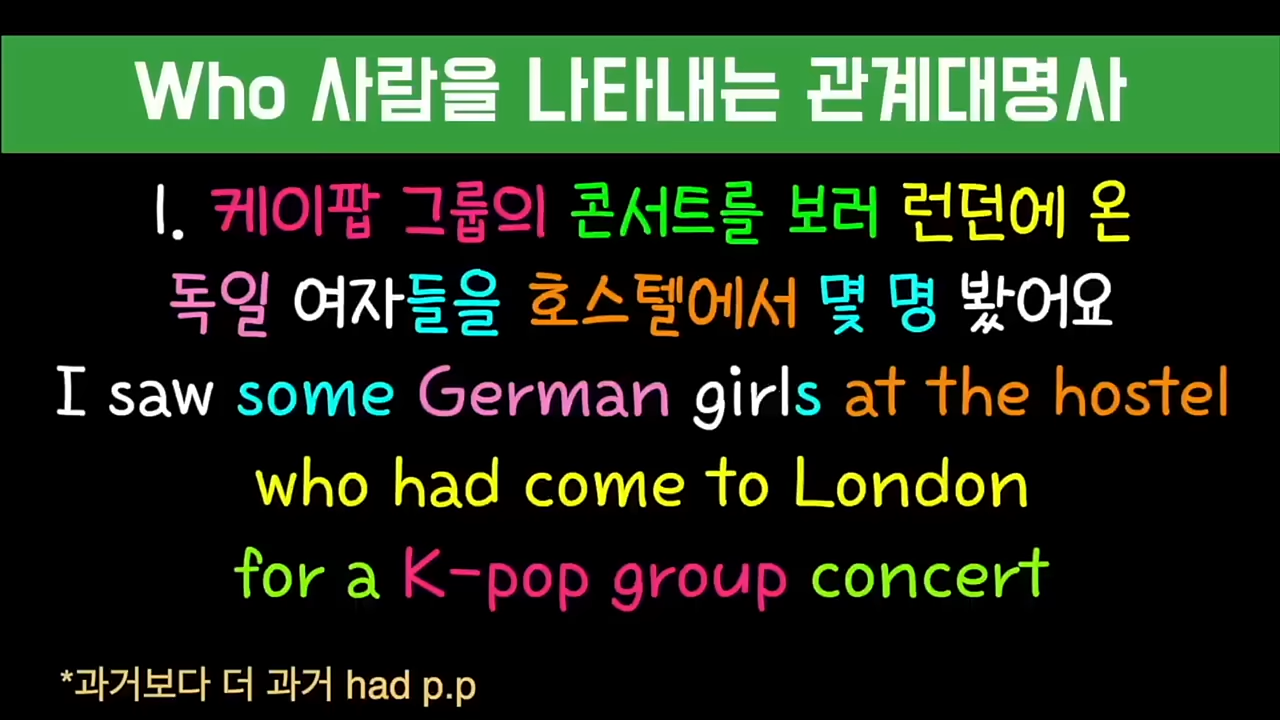 Who 사람을 나타내는 관계대명사
1. 케이팝 그룹의 콘서트를 보러 런던에 온
독일 여자들을 호스텔에서 몇 명 봤어요
I saw some German girls at the hostel
who had come to London
for a K-pop group concert
*과거보다 더 과거 had p.p